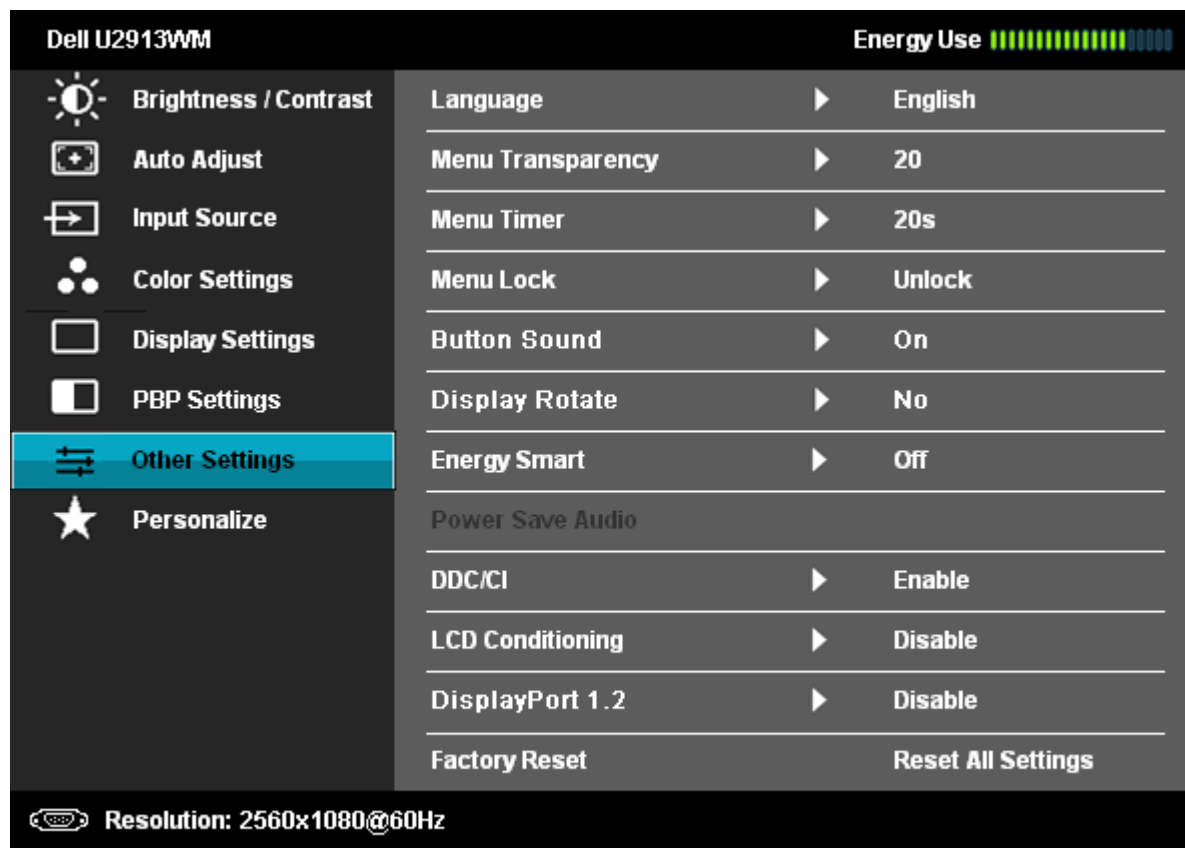 Dell U2913WM Energy Use
Brightness / Contrast
Auto Adjust
Input Source
Color Settings
Display Settings
PBP Settings
Other Settings
Personalize
Language English
Menu Transparency 20
Menu Timer 20s
Menu Lock Unlock
Button Sound On
Display Rotate No
Energy Smart Off
Power Save Audio
DDC/CI Enable
LCD Conditioning Disable
DisplayPort 1.2 Disable
Factory Reset Reset All Settings
Resolution: 2560x1080@60Hz